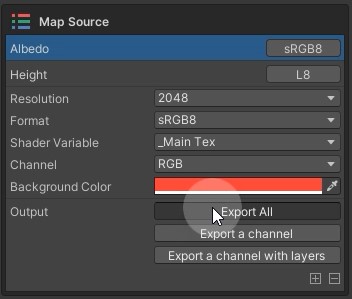 Map Source
Albedo sRGB8
Height L8
Resolution 2048
Format sRGB8
Shader Variable _Main Tex
Channel RGB
Background Color
Output Export All
Export a channel
Export a channel with layers